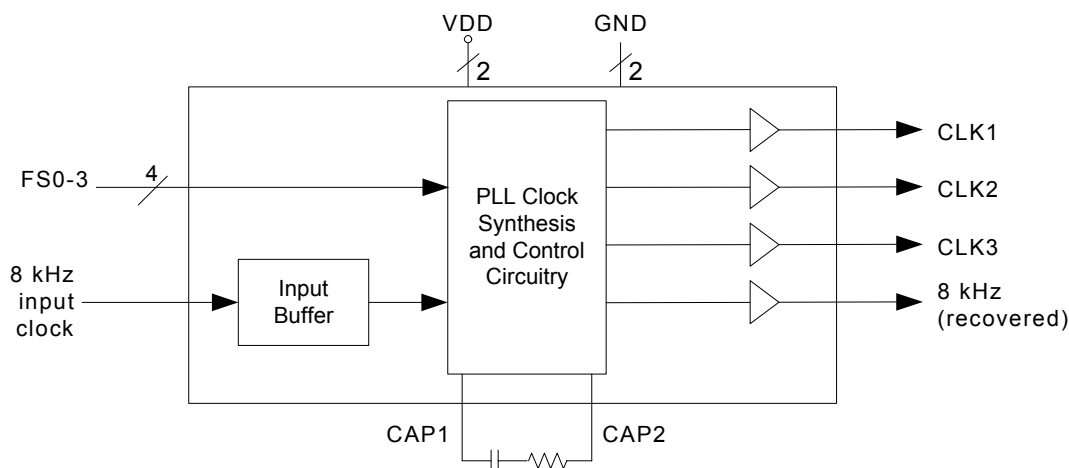 VDD
GND
2
2
FS0-3
4
8 kHz
input
clock
Input
Buffer
PLL Clock
Synthesis
and Control
Circuitry
CLK1
CLK2
CLK3
8 kHz
(recovered)
CAP1
CAP2